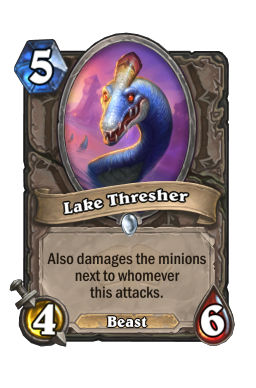 5
Lake Thresher
Also damages the minions
next to whomever
this attacks.
4
Beast
6